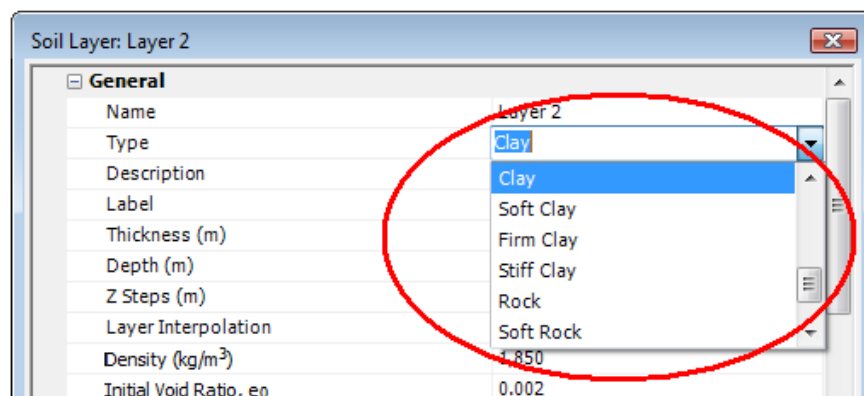 Soil Layer: Layer 2
General
Name Layer 2
Type Clay
Description Clay
Label Soft Clay
Thickness (m) Firm Clay
Depth (m) Stiff Clay
Z Steps (m) Rock
Layer Interpolation Soft Rock
Density (kg/m³) 1,850
Initial Void Ratio, e₀ 0.002